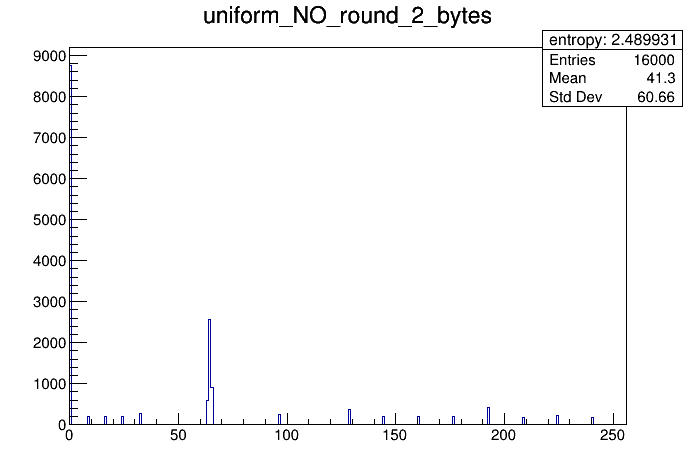 uniform_NO_round_2_bytes
entropy: 2.489931
Entries 16000
Mean 41.3
Std Dev 60.66
9000
8000
7000
6000
5000
4000
3000
2000
1000
0
0 50 100 150 200 250